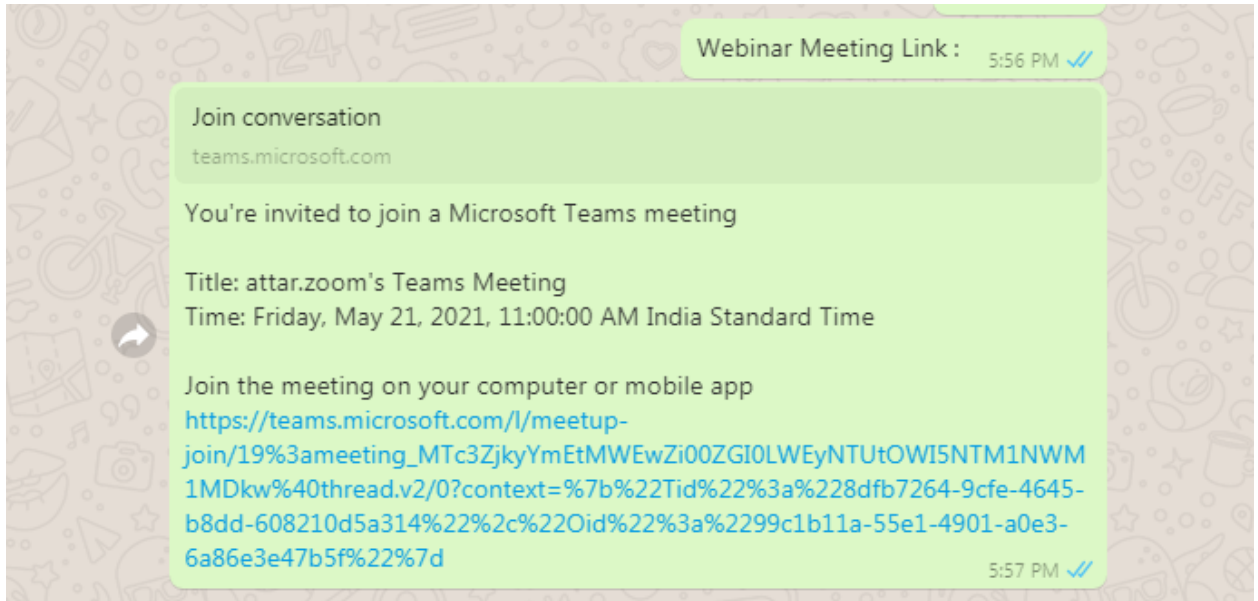 Webinar Meeting Link :
5:56 PM
Join conversation
teams.microsoft.com
You're invited to join a Microsoft Teams meeting
Title: attar.zoom's Teams Meeting
Time: Friday, May 21, 2021, 11:00:00 AM India Standard Time
Join the meeting on your computer or mobile app
https://teams.microsoft.com/l/meetup-
join/19%3ameeting_MTc3ZjkyYmEtMWEwZi00ZGI0LWEyNTUtOWI5NTM1NWM
1MDkw%40thread.v2/0?context=%7b%22Tid%22%3a%228dfb7264-9cfe-4645-
b8dd-608210d5a314%22%2c%22Oid%22%3a%2299c1b11a-55e1-4901-a0e3-
6a86e3e47b5f%22%7d
5:57 PM